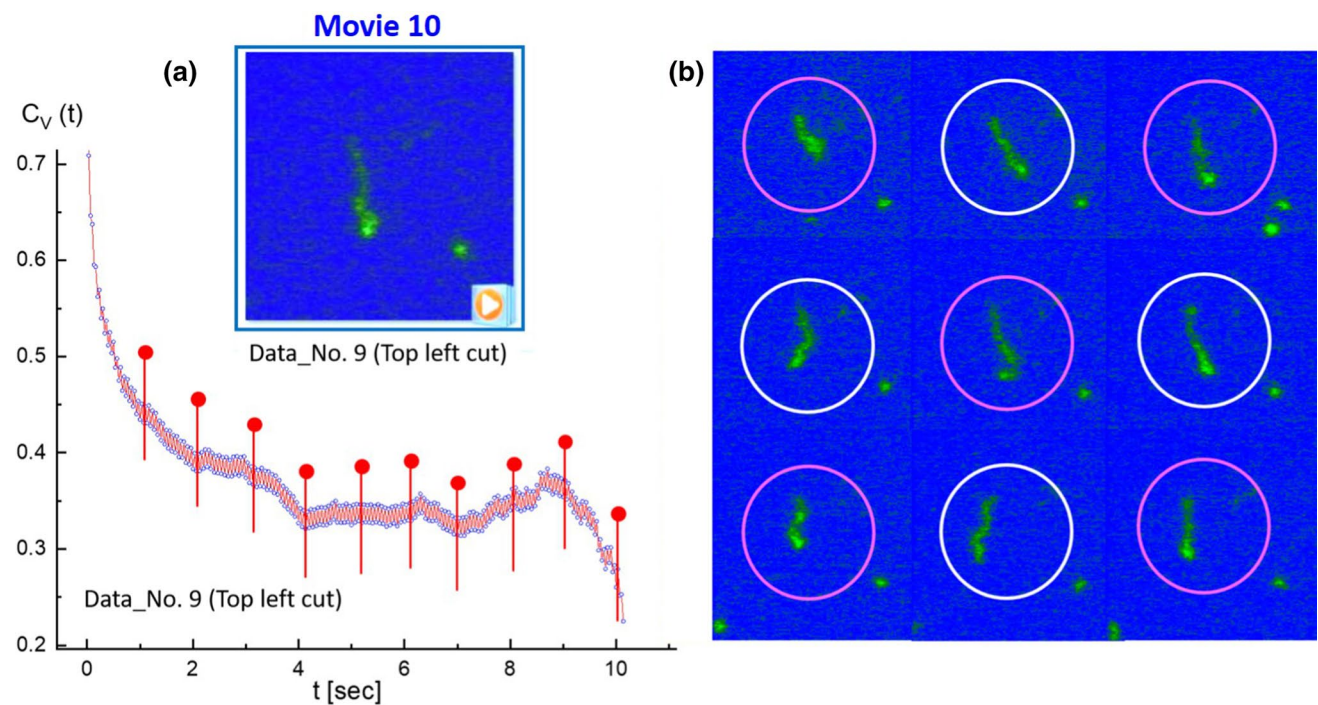 Movie 10
(a)
(b)
C_V (t)
0.7
0.6
0.5
0.4
0.3
0.2
Data_No. 9 (Top left cut)
Data_No. 9 (Top left cut)
0 2 4 6 8 10
t [sec]